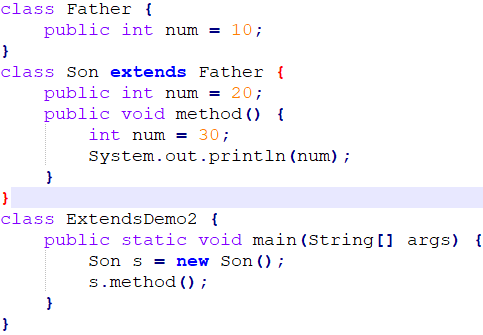 class Father {
    public int num = 10;
}
class Son extends Father {
    public int num = 20;
    public void method() {
        int num = 30;
        System.out.println(num);
    }
}
class ExtendsDemo2 {
    public static void main(String[] args) {
        Son s = new Son();
        s.method();
    }
}